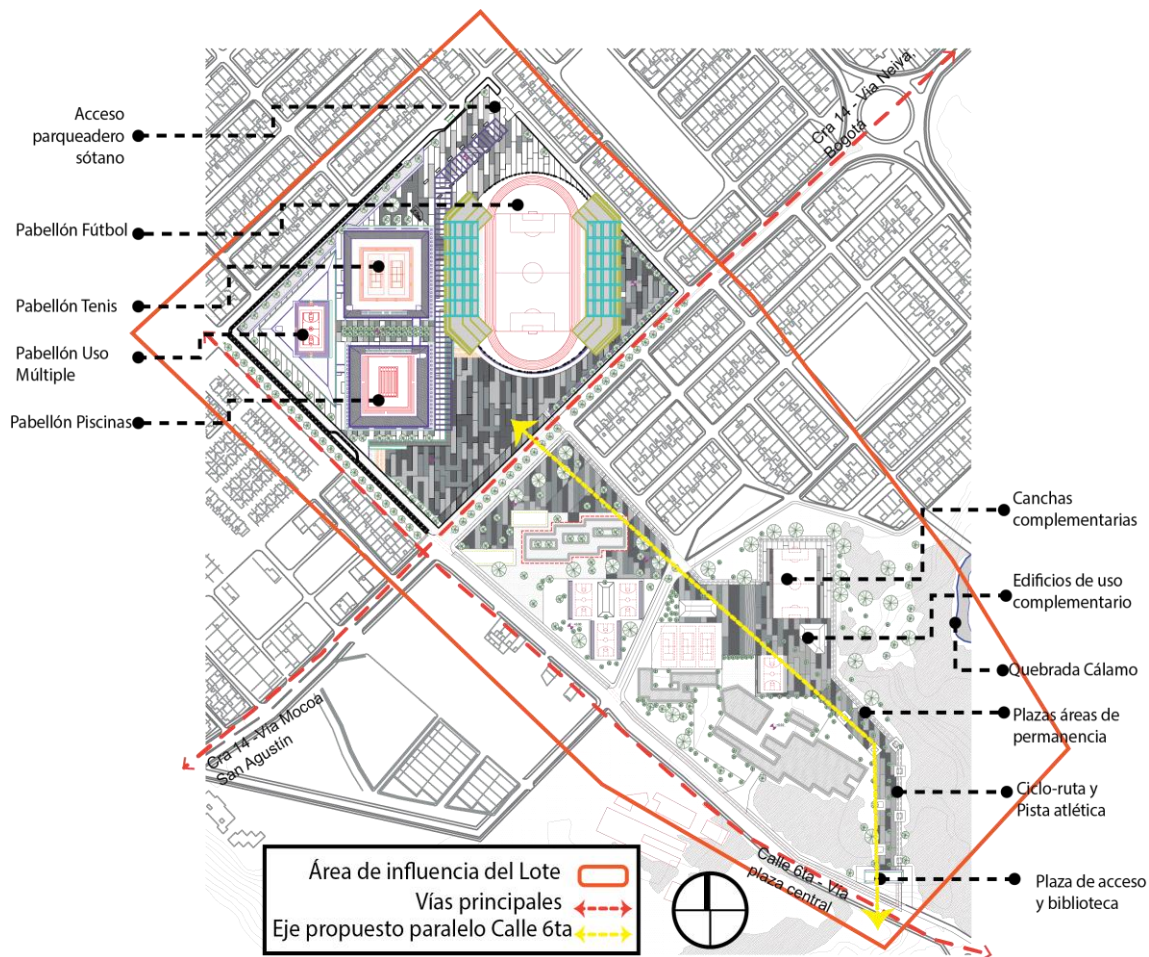 Acceso
parqueadero
sótano
Pabellón Fútbol
Pabellón Tenis
Pabellón Uso
Múltiple
Pabellón Piscinas
Cra 14 - Via Neiva,
Bogotá
Canchas
complementarias
Edificios de uso
complementario
Quebrada Cálamo
Plazas áreas de
permanencia
Ciclo-ruta y
Pista atlética
Plaza de acceso
y biblioteca
Cra 14 -Via Mocoa
San Agustín
Calle 6ta - Vía
plaza central
Área de influencia del Lote
Vías principales
Eje propuesto paralelo Calle 6ta